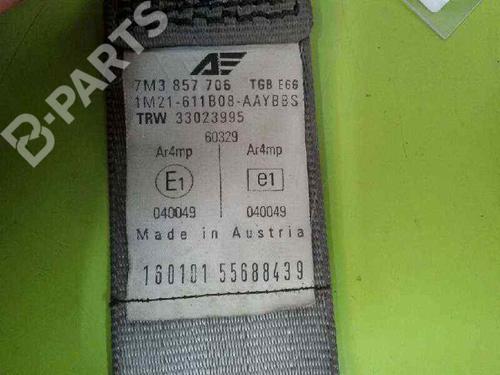 AE
7M3 857 706 TGB E66
1M21-611B08-AAYBBS
TRW 33023995
60329
Ar4mp Ar4mp
E1 e1
040049 040049
Made in Austria
160101 55688439
B-PARTS